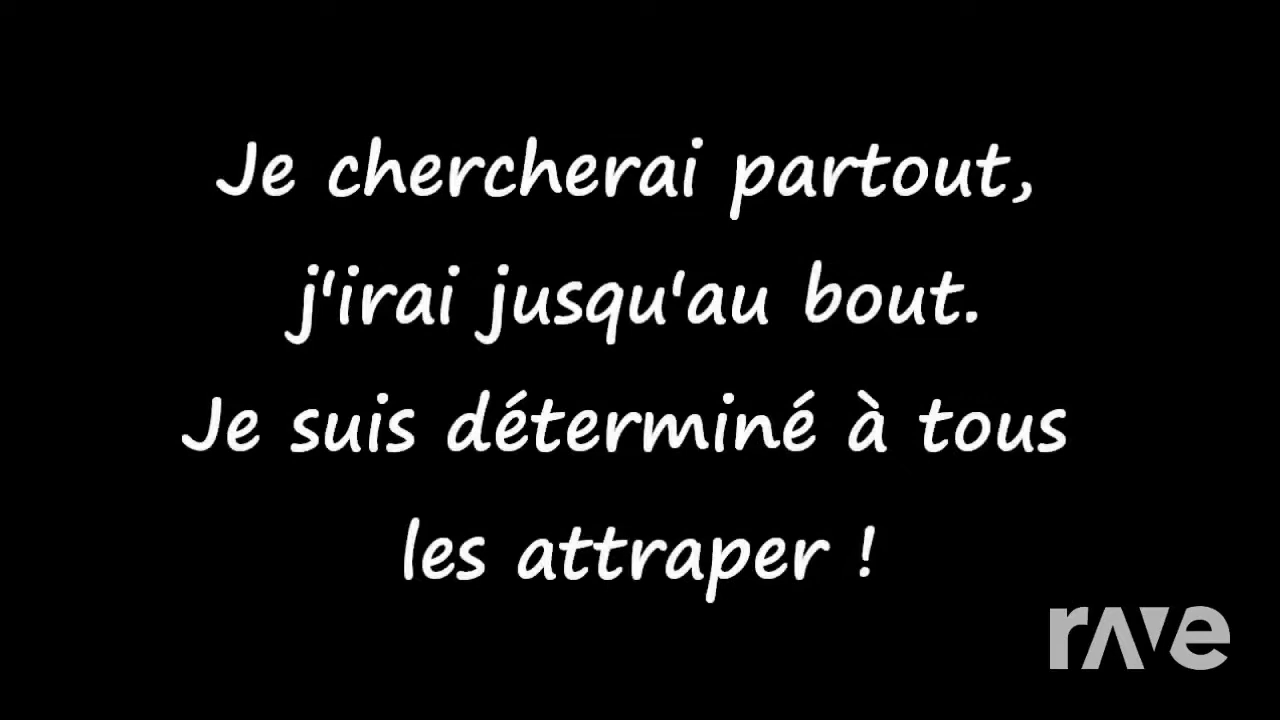 Je chercherai partout,
j'irai jusqu'au bout.
Je suis déterminé à tous
les attraper !
rave